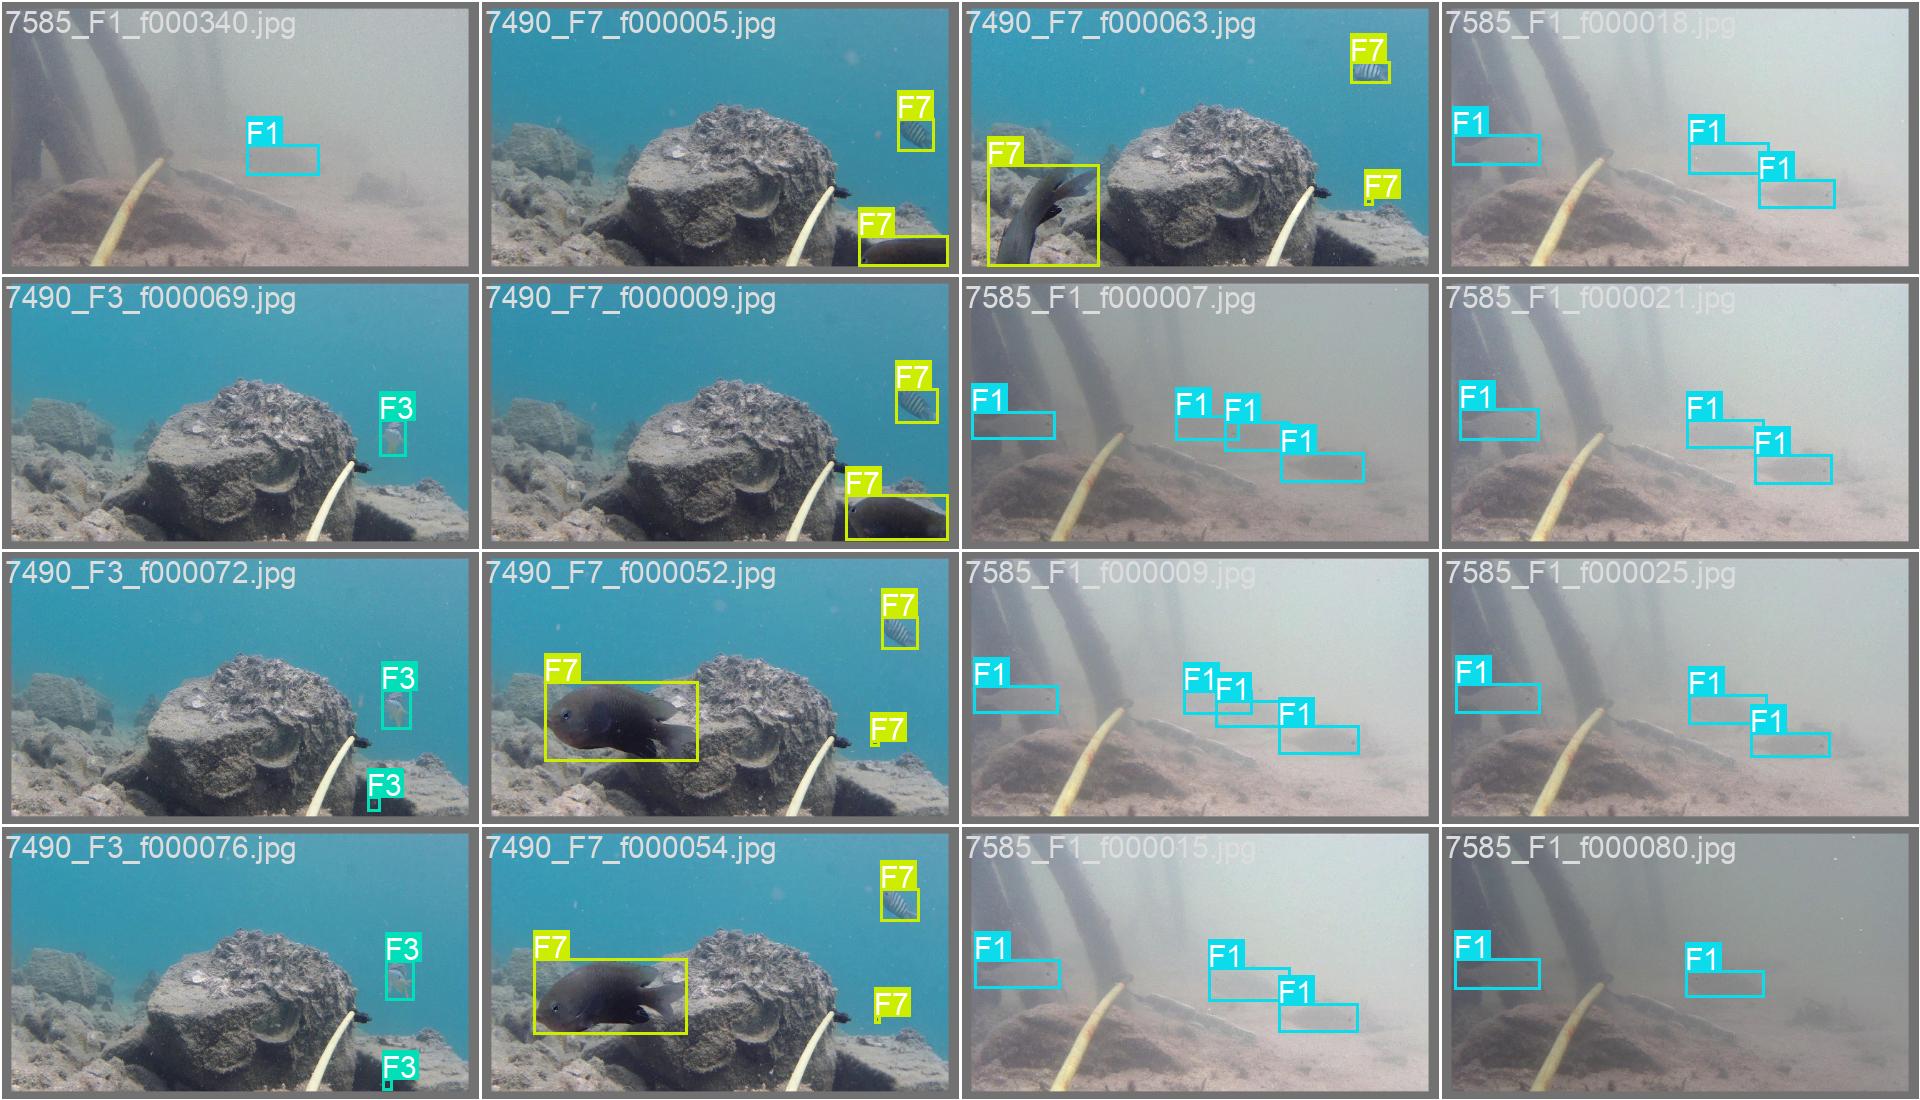 7585_F1_f000340.jpg
F1
7490_F7_f000005.jpg
F7
F7
7490_F7_f000063.jpg
F7
F7
F7
7585_F1_f000018.jpg
F1
F1
F1
7490_F3_f000069.jpg
F3
7490_F7_f000009.jpg
F7
F7
7585_F1_f000007.jpg
F1
F1
F1
F1
7585_F1_f000021.jpg
F1
F1
F1
7490_F3_f000072.jpg
F3
F3
7490_F7_f000052.jpg
F7
F7
F7
7585_F1_f000009.jpg
F1
F1
F1
F1
7585_F1_f000025.jpg
F1
F1
F1
7490_F3_f000076.jpg
F3
F3
7490_F7_f000054.jpg
F7
F7
F7
7585_F1_f000015.jpg
F1
F1
F1
7585_F1_f000080.jpg
F1
F1